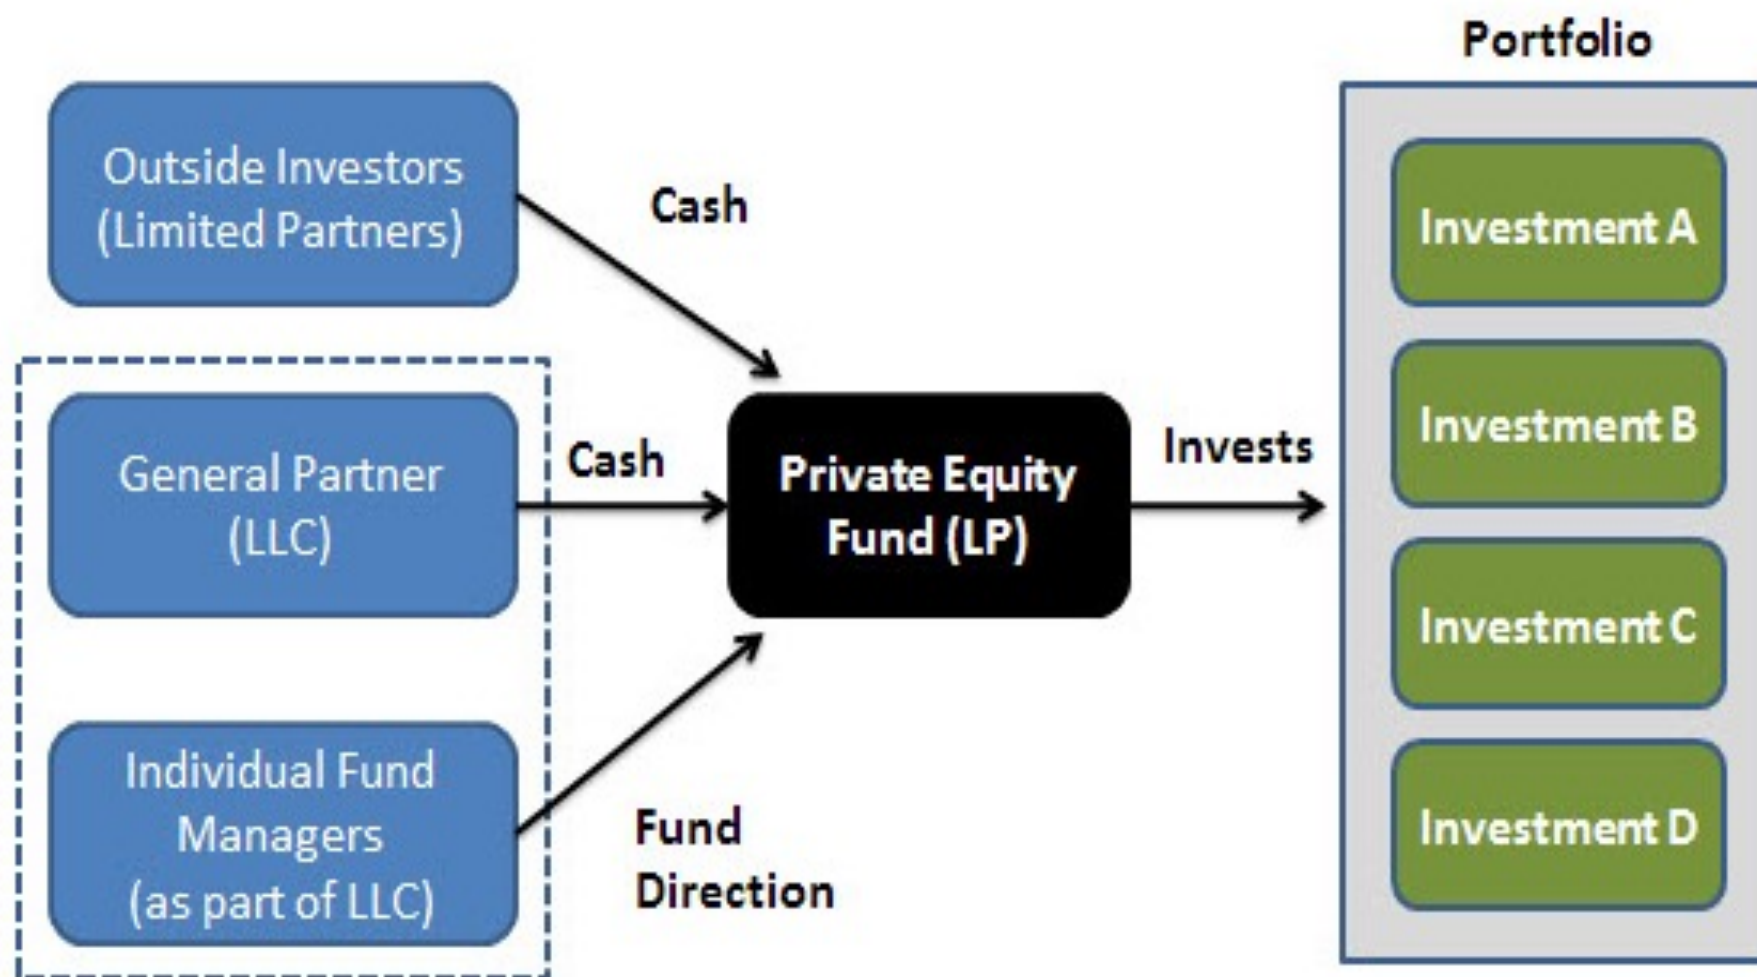 Portfolio
Outside Investors
(Limited Partners)
Cash
General Partner
(LLC)
Cash
Individual Fund
Managers
(as part of LLC)
Fund
Direction
Private Equity
Fund (LP)
Invests
Investment A
Investment B
Investment C
Investment D